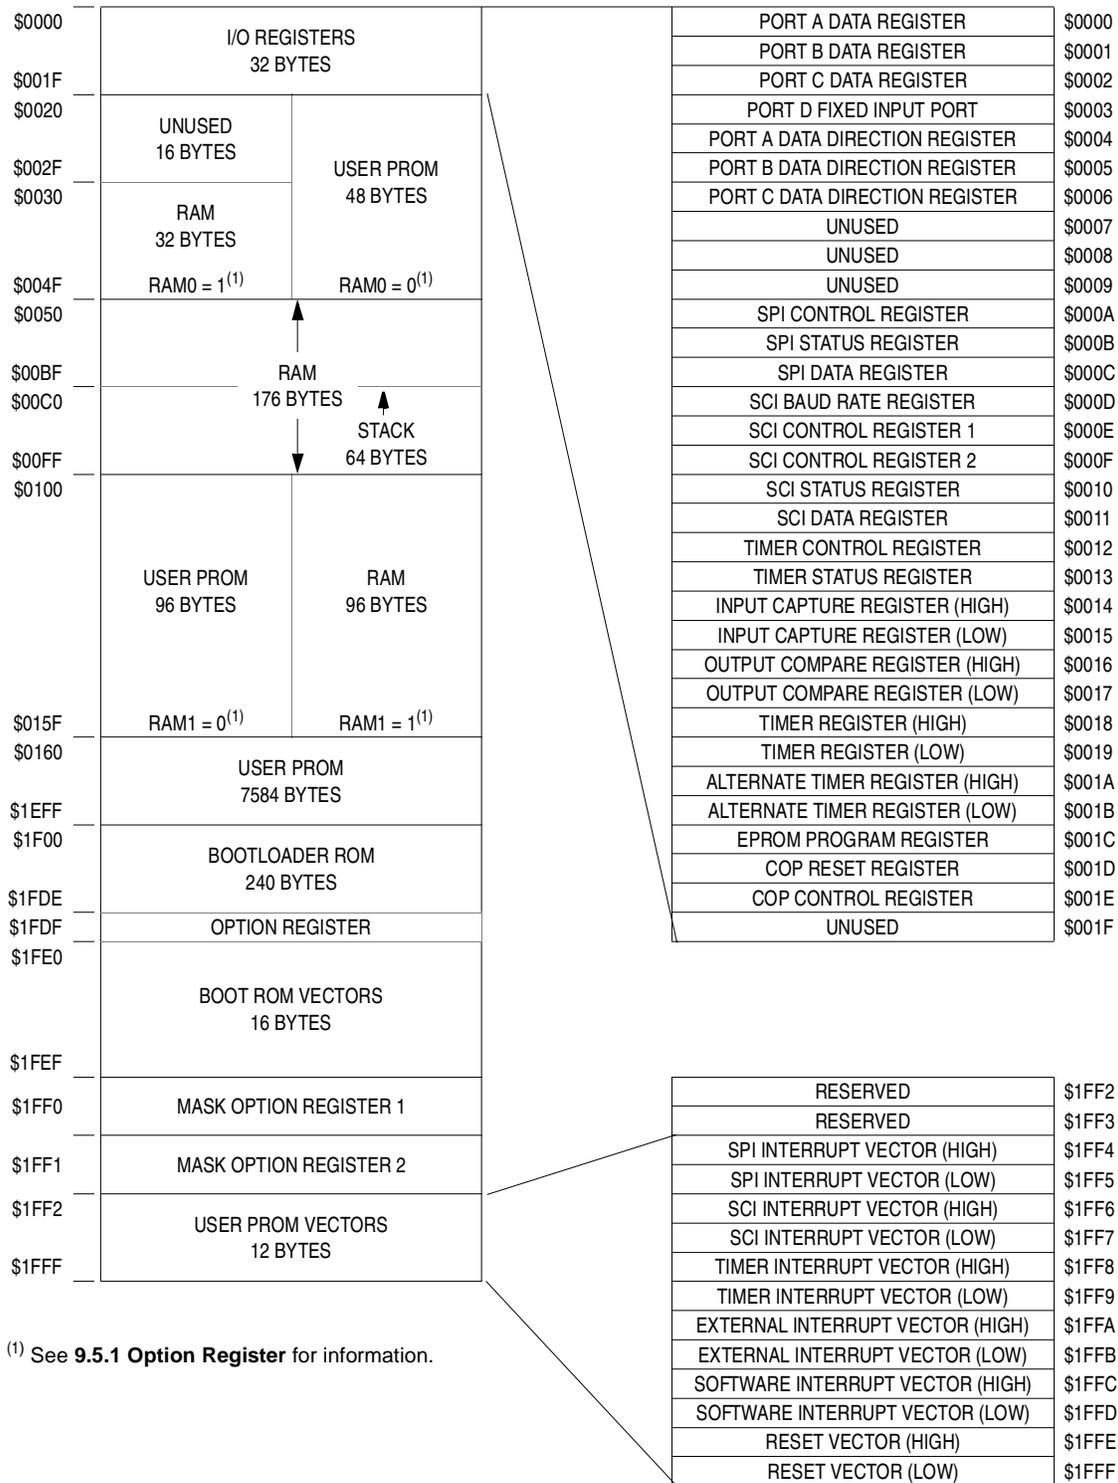 $0000
I/O REGISTERS
32 BYTES
$001F
$0020
UNUSED
16 BYTES
$002F
USER PROM
48 BYTES
$0030
RAM
32 BYTES
$004F
RAM0 = 1(1)
RAM0 = 0(1)
$0050
$00BF
RAM
176 BYTES
$00C0
STACK
64 BYTES
$00FF
$0100
USER PROM
96 BYTES
RAM
96 BYTES
$015F
RAM1 = 0(1)
RAM1 = 1(1)
$0160
USER PROM
7584 BYTES
$1EFF
$1F00
BOOTLOADER ROM
240 BYTES
$1FDE
$1FDF OPTION REGISTER
$1FE0
BOOT ROM VECTORS
16 BYTES
$1FEF
$1FF0 MASK OPTION REGISTER 1
$1FF1 MASK OPTION REGISTER 2
$1FF2
USER PROM VECTORS
12 BYTES
$1FFF
(1) See 9.5.1 Option Register for information.
PORT A DATA REGISTER $0000
PORT B DATA REGISTER $0001
PORT C DATA REGISTER $0002
PORT D FIXED INPUT PORT $0003
PORT A DATA DIRECTION REGISTER $0004
PORT B DATA DIRECTION REGISTER $0005
PORT C DATA DIRECTION REGISTER $0006
UNUSED $0007
UNUSED $0008
UNUSED $0009
SPI CONTROL REGISTER $000A
SPI STATUS REGISTER $000B
SPI DATA REGISTER $000C
SCI BAUD RATE REGISTER $000D
SCI CONTROL REGISTER 1 $000E
SCI CONTROL REGISTER 2 $000F
SCI STATUS REGISTER $0010
SCI DATA REGISTER $0011
TIMER CONTROL REGISTER $0012
TIMER STATUS REGISTER $0013
INPUT CAPTURE REGISTER (HIGH) $0014
INPUT CAPTURE REGISTER (LOW) $0015
OUTPUT COMPARE REGISTER (HIGH) $0016
OUTPUT COMPARE REGISTER (LOW) $0017
TIMER REGISTER (HIGH) $0018
TIMER REGISTER (LOW) $0019
ALTERNATE TIMER REGISTER (HIGH) $001A
ALTERNATE TIMER REGISTER (LOW) $001B
EPROM PROGRAM REGISTER $001C
COP RESET REGISTER $001D
COP CONTROL REGISTER $001E
UNUSED $001F
RESERVED $1FF2
RESERVED $1FF3
SPI INTERRUPT VECTOR (HIGH) $1FF4
SPI INTERRUPT VECTOR (LOW) $1FF5
SCI INTERRUPT VECTOR (HIGH) $1FF6
SCI INTERRUPT VECTOR (LOW) $1FF7
TIMER INTERRUPT VECTOR (HIGH) $1FF8
TIMER INTERRUPT VECTOR (LOW) $1FF9
EXTERNAL INTERRUPT VECTOR (HIGH) $1FFA
EXTERNAL INTERRUPT VECTOR (LOW) $1FFB
SOFTWARE INTERRUPT VECTOR (HIGH) $1FFC
SOFTWARE INTERRUPT VECTOR (LOW) $1FFD
RESET VECTOR (HIGH) $1FFE
RESET VECTOR (LOW) $1FFF